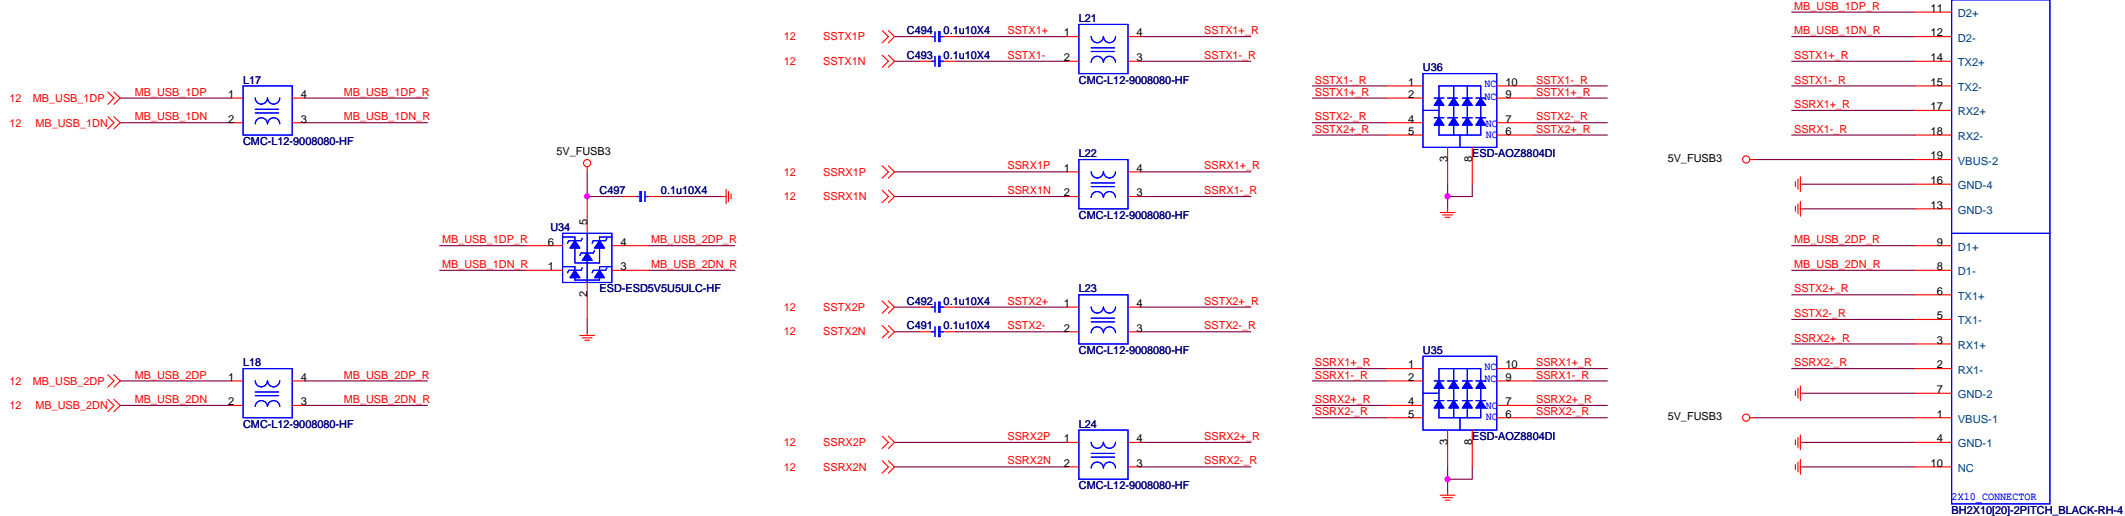 12 MB_USB_1DP MB_USB_1DP 1 L17 4 MB_USB_1DP_R
12 MB_USB_1DN MB_USB_1DN 2 3 MB_USB_1DN_R
CMC-L12-9008080-HF
5V_FUSB3
C497 0.1u10X4
5
U34
MB_USB_1DP_R 6 4 MB_USB_2DP_R
MB_USB_1DN_R 1 3 MB_USB_2DN_R
2
ESD-ESD5V5U5ULC-HF
L18
12 MB_USB_2DP MB_USB_2DP 1 4 MB_USB_2DP_R
12 MB_USB_2DN MB_USB_2DN 2 3 MB_USB_2DN_R
CMC-L12-9008080-HF
L21
12 SSTX1P C494 0.1u10X4 SSTX1+ 1 4 SSTX1+_R
12 SSTX1N C493 0.1u10X4 SSTX1- 2 3 SSTX1-_R
CMC-L12-9008080-HF
L22
12 SSRX1P SSRX1P 1 4 SSRX1+_R
12 SSRX1N SSRX1N 2 3 SSRX1-_R
CMC-L12-9008080-HF
L23
12 SSTX2P C492 0.1u10X4 SSTX2+ 1 4 SSTX2+_R
12 SSTX2N C491 0.1u10X4 SSTX2- 2 3 SSTX2-_R
CMC-L12-9008080-HF
L24
12 SSRX2P SSRX2P 1 4 SSRX2+_R
12 SSRX2N SSRX2N 2 3 SSRX2-_R
CMC-L12-9008080-HF
U36
SSTX1-_R 1 NC 10 SSTX1-_R
SSTX1+_R 2 NC 9 SSTX1+_R
SSTX2-_R 4 NC 7 SSTX2-_R
SSTX2+_R 5 NC 6 SSTX2+_R
3 8 ESD-AOZ8804DI
U35
SSRX1+_R 1 NC 10 SSRX1+_R
SSRX1-_R 2 NC 9 SSRX1-_R
SSRX2+_R 4 NC 7 SSRX2+_R
SSRX2-_R 5 NC 6 SSRX2-_R
3 8 ESD-AOZ8804DI
MB_USB_1DP_R 11 D2+
MB_USB_1DN_R 12 D2-
SSTX1+_R 14 TX2+
SSTX1-_R 15 TX2-
SSRX1+_R 17 RX2+
SSRX1-_R 18 RX2-
5V_FUSB3 19 VBUS-2
16 GND-4
13 GND-3
MB_USB_2DP_R 9 D1+
MB_USB_2DN_R 8 D1-
SSTX2+_R 6 TX1+
SSTX2-_R 5 TX1-
SSRX2+_R 3 RX1+
SSRX2-_R 2 RX1-
7 GND-2
5V_FUSB3 1 VBUS-1
4 GND-1
10 NC
2X10_CONNECTOR
BH2X10[20]-2PITCH_BLACK-RH-4